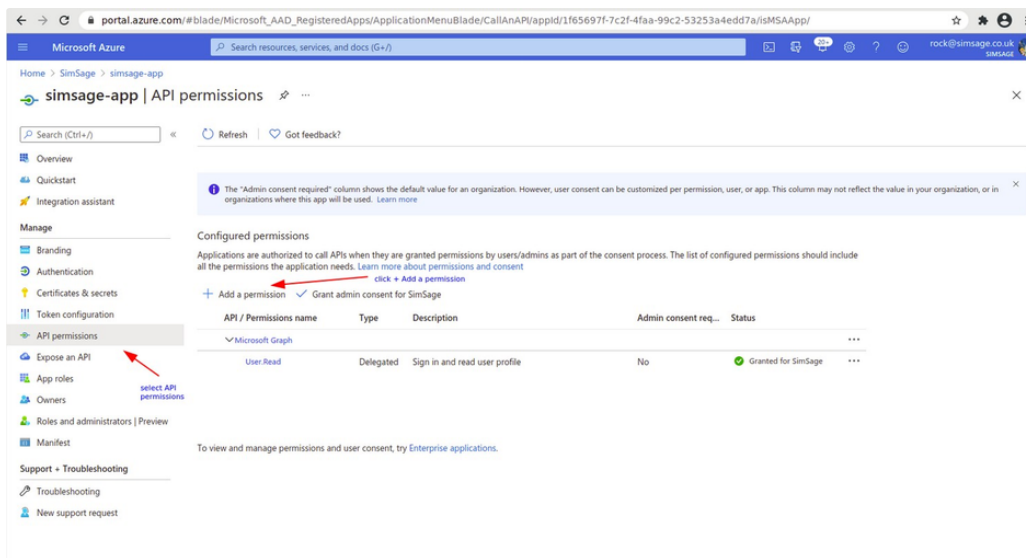 portal.azure.com/#blade/Microsoft_AAD_RegisteredApps/ApplicationMenuBlade/CallAnAPI/appId/1f65697f-7c2f-4faa-99c2-53253a4edd7a/isMSAApp/
Microsoft Azure
Search resources, services, and docs (G+/)
20+
rock@simsage.co.uk
SIMSAGE
Home > SimSage > simsage-app
simsage-app | API permissions
Search (Ctrl+/)
Refresh
Got feedback?
Overview
Quickstart
Integration assistant
The "Admin consent required" column shows the default value for an organization. However, user consent can be customized per permission, user, or app. This column may not reflect the value in your organization, or in
organizations where this app will be used. Learn more
Manage
Branding
Authentication
Certificates & secrets
Token configuration
API permissions
Expose an API
App roles
Owners
Roles and administrators | Preview
Manifest
select API
permissions
Support + Troubleshooting
Troubleshooting
New support request
Configured permissions
Applications are authorized to call APIs when they are granted permissions by users/admins as part of the consent process. The list of configured permissions should include
all the permissions the application needs. Learn more about permissions and consent
click + Add a permission
+ Add a permission
Grant admin consent for SimSage
API / Permissions name Type Description Admin consent req... Status
Microsoft Graph ...
User.Read Delegated Sign in and read user profile No Granted for SimSage ...
To view and manage permissions and user consent, try Enterprise applications.